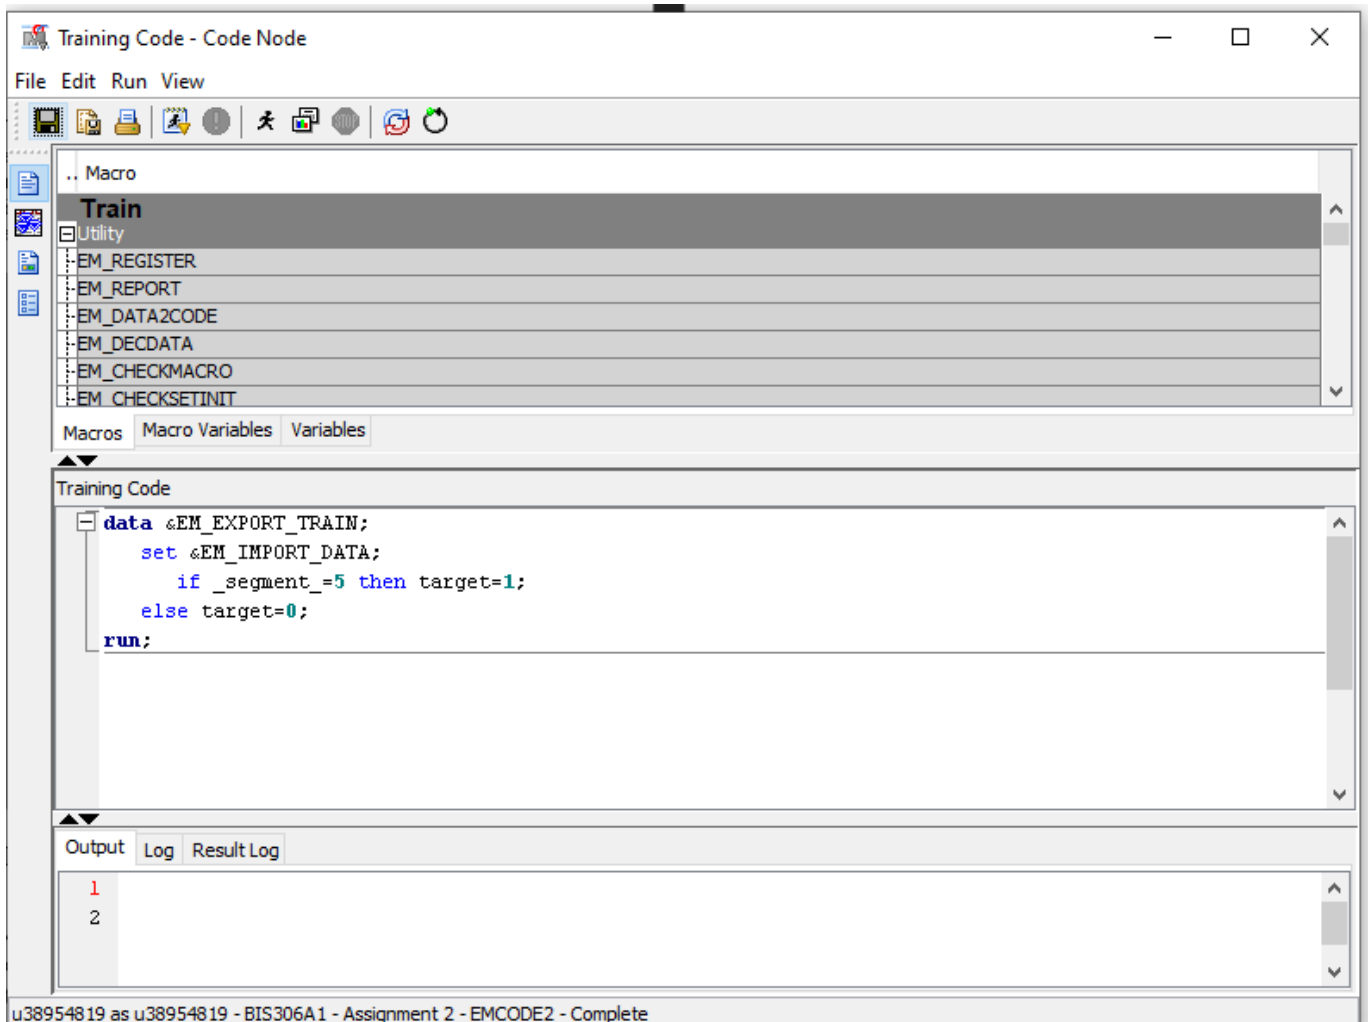 Training Code - Code Node
File Edit Run View
STOP
.. Macro
Train
Utility
EM_REGISTER
EM_REPORT
EM_DATA2CODE
EM_DECDATA
EM_CHECKMACRO
EM_CHECKSETINIT
Macros Macro Variables Variables
Training Code
data &EM_EXPORT_TRAIN;
set &EM_IMPORT_DATA;
if _segment_=5 then target=1;
else target=0;
run;
Output Log Result Log
1
2
u38954819 as u38954819 - BIS306A1 - Assignment 2 - EMCODE2 - Complete